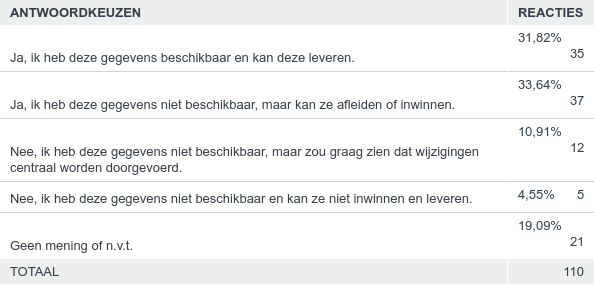 ANTWOORDKEUZEN REACTIES
31,82%
35
Ja, ik heb deze gegevens beschikbaar en kan deze leveren.
33,64%
37
Ja, ik heb deze gegevens niet beschikbaar, maar kan ze afleiden of inwinnen.
10,91%
12
Nee, ik heb deze gegevens niet beschikbaar, maar zou graag zien dat wijzigingen
centraal worden doorgevoerd.
Nee, ik heb deze gegevens niet beschikbaar en kan ze niet inwinnen en leveren. 4,55% 5
19,09%
21
Geen mening of n.v.t.
TOTAAL 110